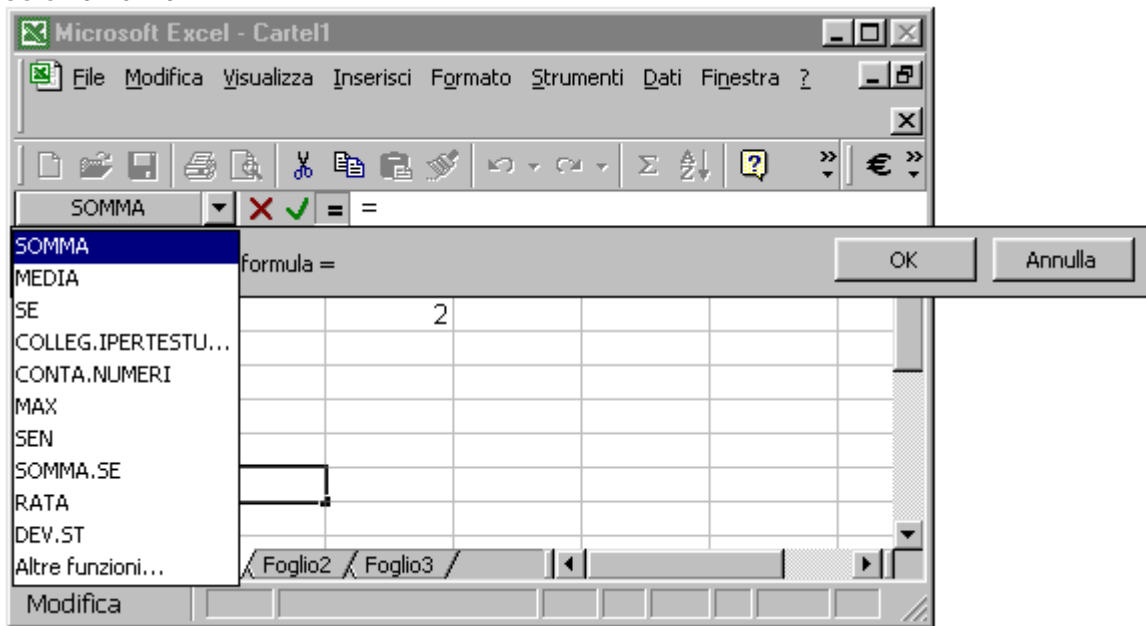 Microsoft Excel - Cartel1
File Modifica Visualizza Inserisci Formato Strumenti Dati Finestra ?
SOMMA = =
SOMMA
formula =
OK Annulla
MEDIA
SE
2
COLLEG.IPERTESTU...
CONTA.NUMERI
MAX
SEN
SOMMA.SE
RATA
DEV.ST
Altre funzioni...
Foglio2 Foglio3
Modifica